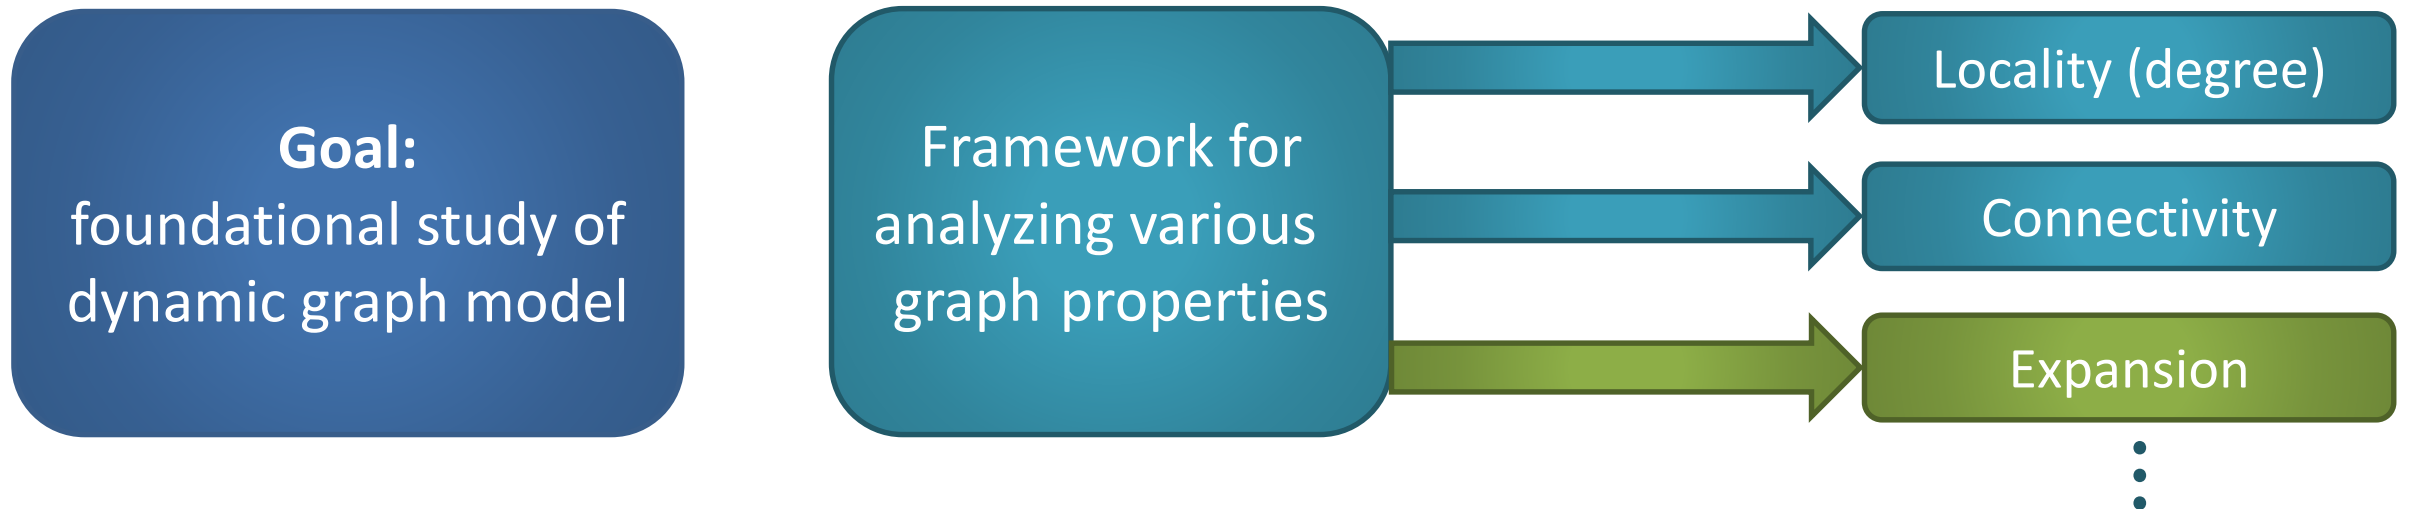 Goal:
foundational study of
dynamic graph model
Framework for
analyzing various
graph properties
Locality (degree)
Connectivity
Expansion